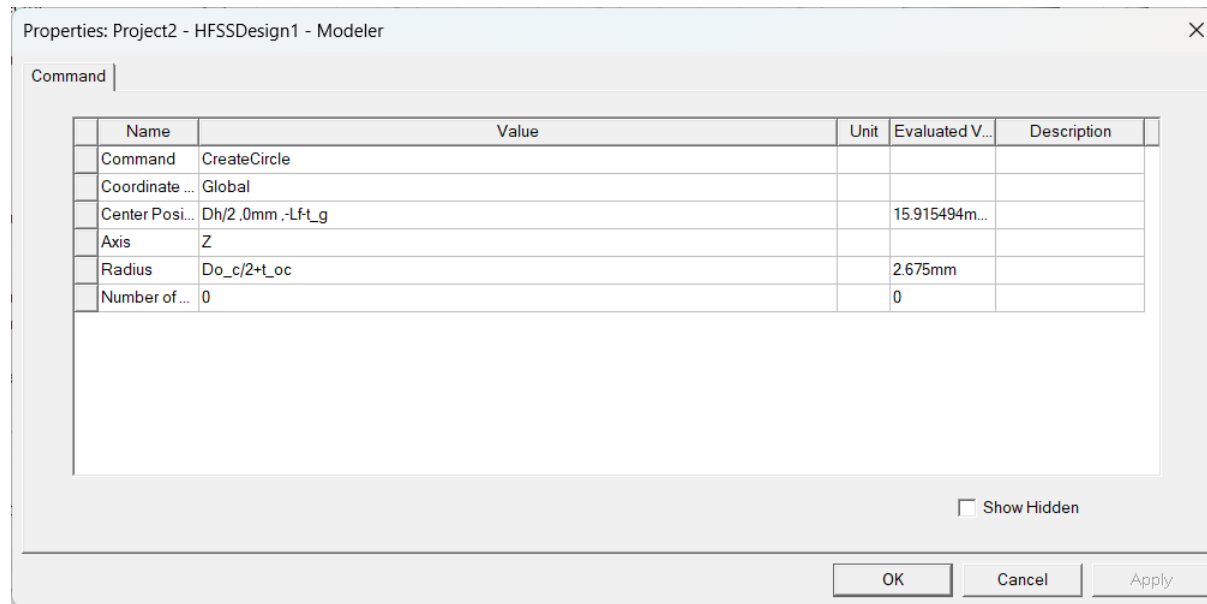 Properties: Project2 - HFSSDesign1 - Modeler
Command
Name Value Unit Evaluated V... Description
Command CreateCircle
Coordinate ... Global
Center Posi... Dh/2 ,0mm ,-Lf-t_g 15.915494m...
Axis Z
Radius Do_c/2+t_oc 2.675mm
Number of ... 0 0
Show Hidden
OK Cancel Apply